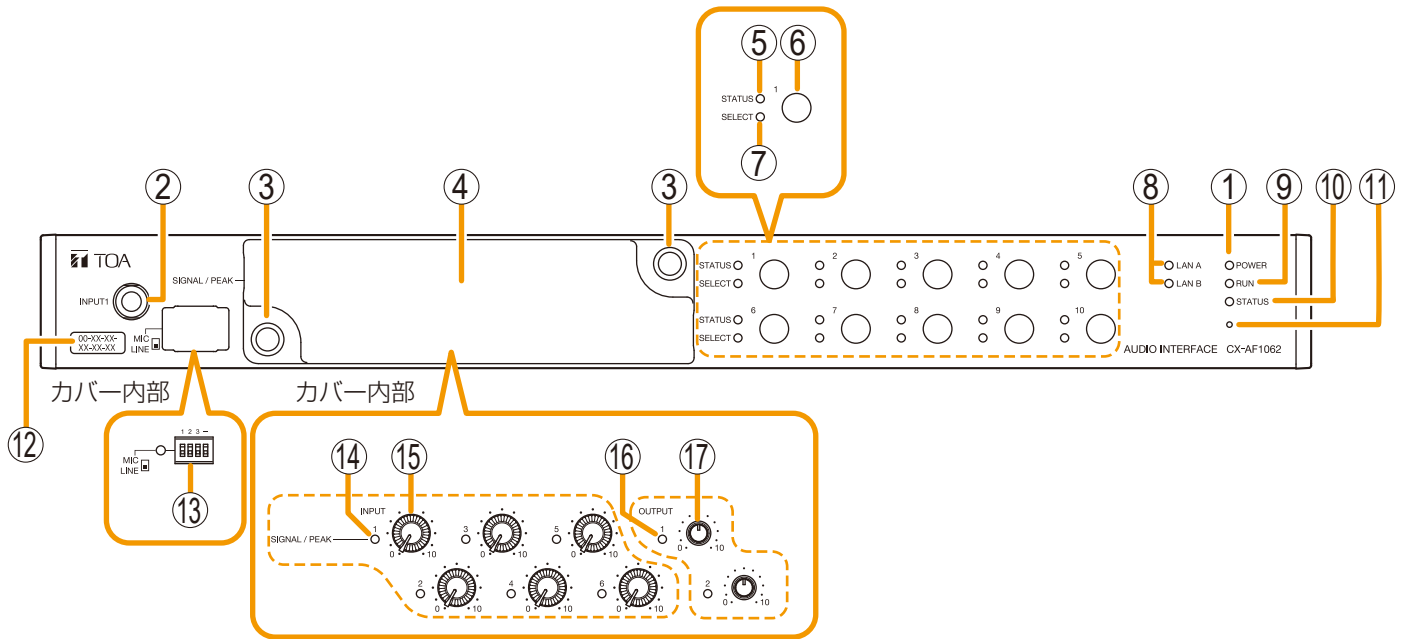 ⑤ ⑥
STATUS 1
SELECT
⑦
② ③ ④ ③ ⑧ ① ⑨ ⑩ ⑪
TOA
SIGNAL / PEAK
INPUT1
MIC
LINE
00-XX-XX-
XX-XX-XX
STATUS 1 2 3 4 5
SELECT
STATUS 6 7 8 9 10
SELECT
LAN A
LAN B
POWER
RUN
STATUS
AUDIO INTERFACE CX-AF1062
⑫
カバー内部
カバー内部
1 2 3 –
MIC
LINE
⑬
⑭ ⑮ ⑯ ⑰
INPUT
OUTPUT
SIGNAL / PEAK 1 0 10 3 0 10 5 0 10 1 0 10
2 0 10 4 0 10 6 0 10 2 0 10